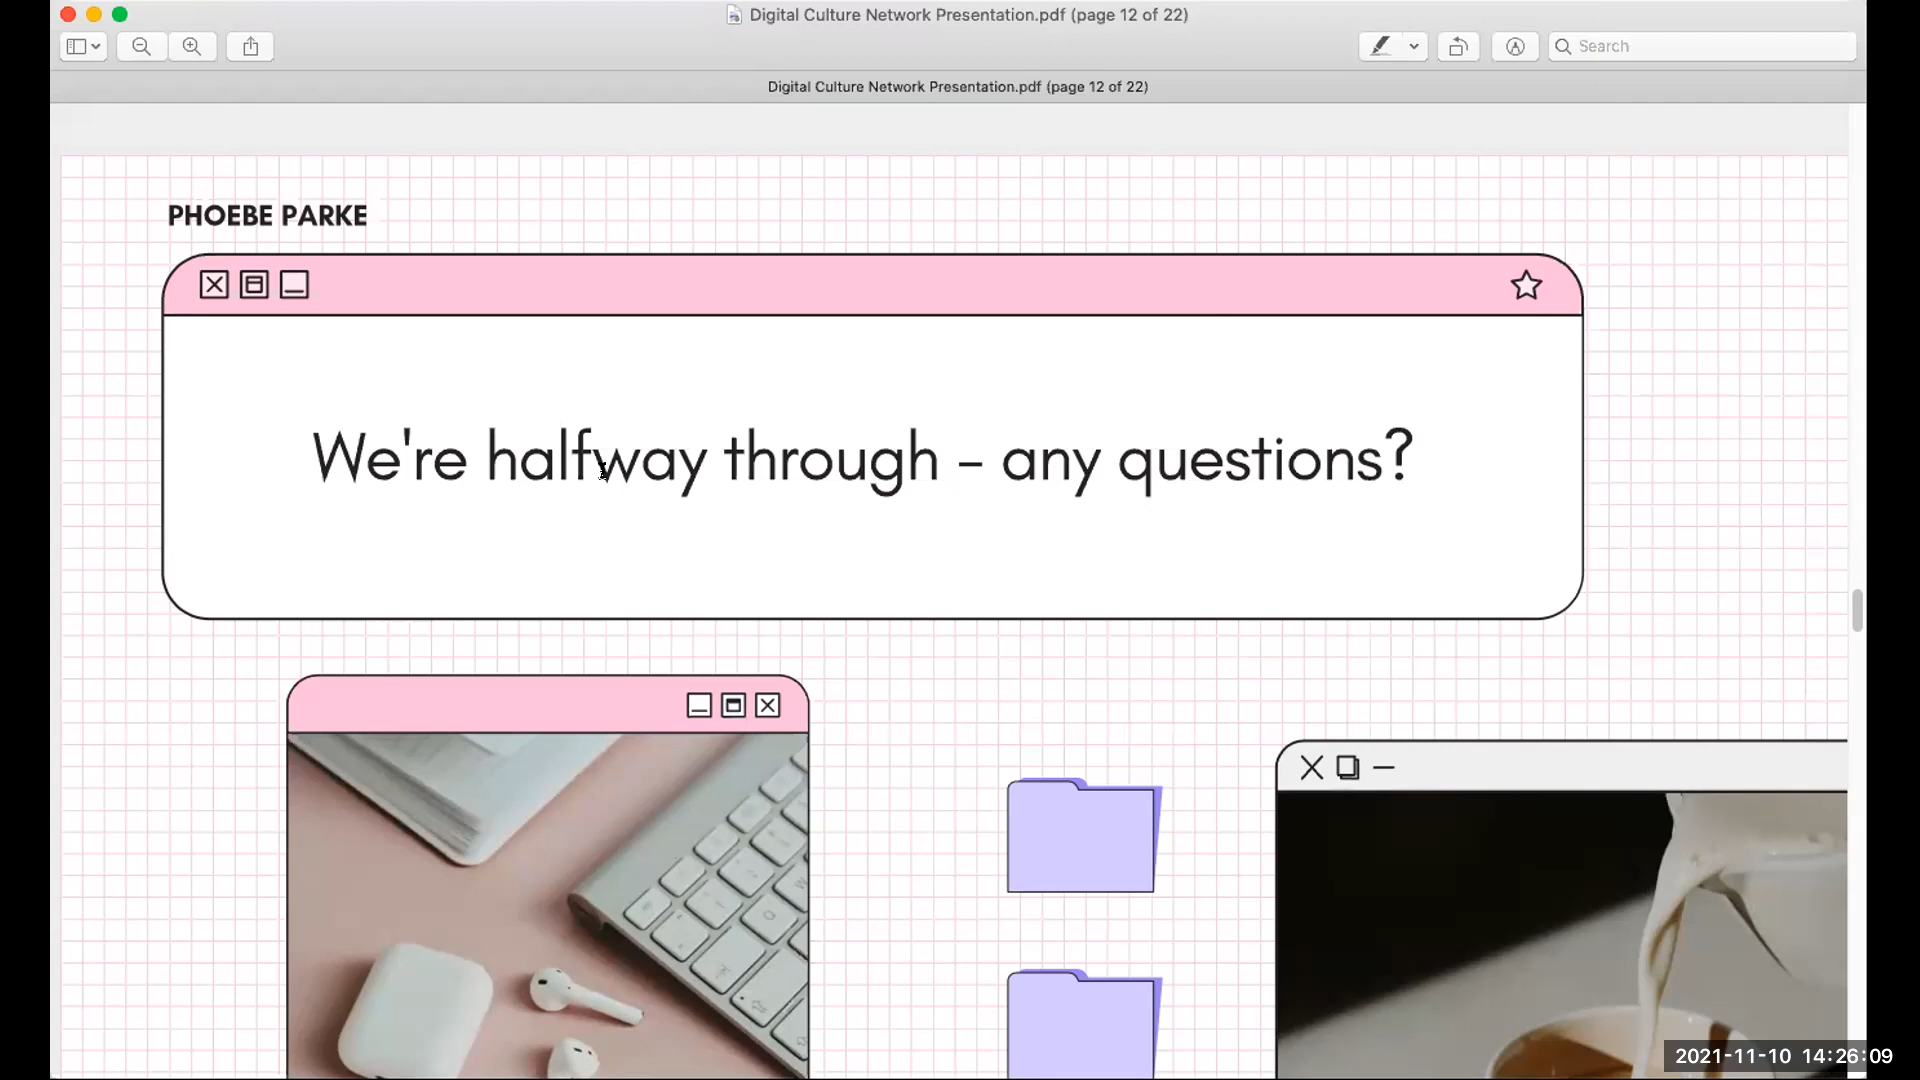 Digital Culture Network Presentation.pdf (page 12 of 22)
Search
Digital Culture Network Presentation.pdf (page 12 of 22)
PHOEBE PARKE
We're halfway through – any questions?
2021-11-10 14:26:09